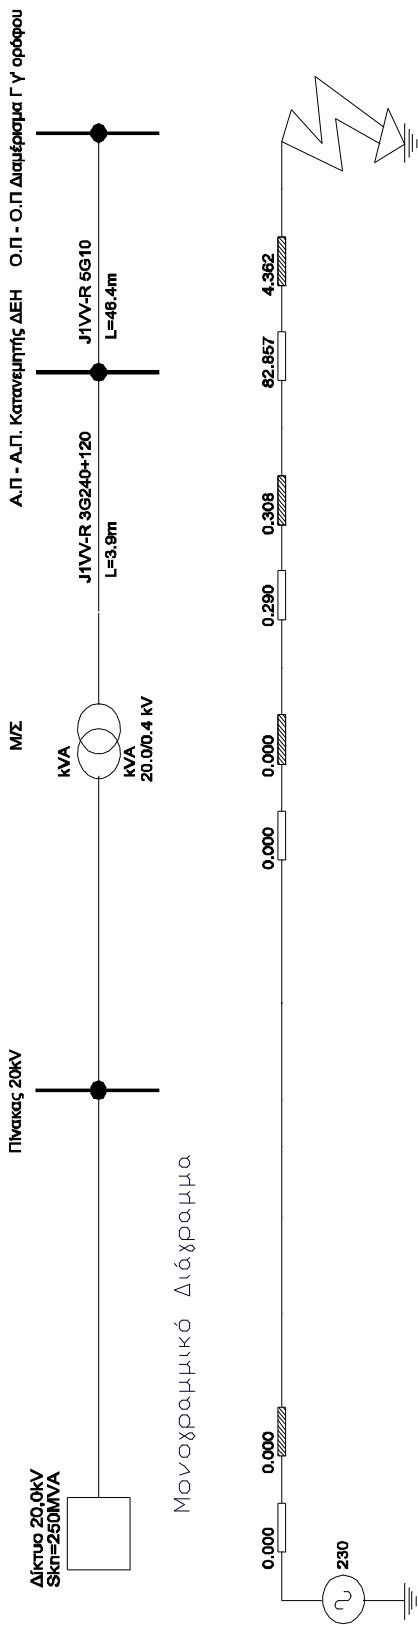 Δίκτυο 20,0kV
Skn=250MVA
Πίνακας 20kV
Μ/Σ
kVA
kVA
20.0/0.4 kV
Α.Π - Α.Π. Κατανεμητής ΔΕΗ
Ο.Π - Ο.Π Διαμέρισμα Γ γ' ορόφου
J1VV-R 3G240+120
L=3.9m
J1VV-R 5G10
L=46.4m
Μονογραμμικό Διάγραμμα
230
0.000
0.000
0.000
0.000
0.290
0.308
82.857
4.362